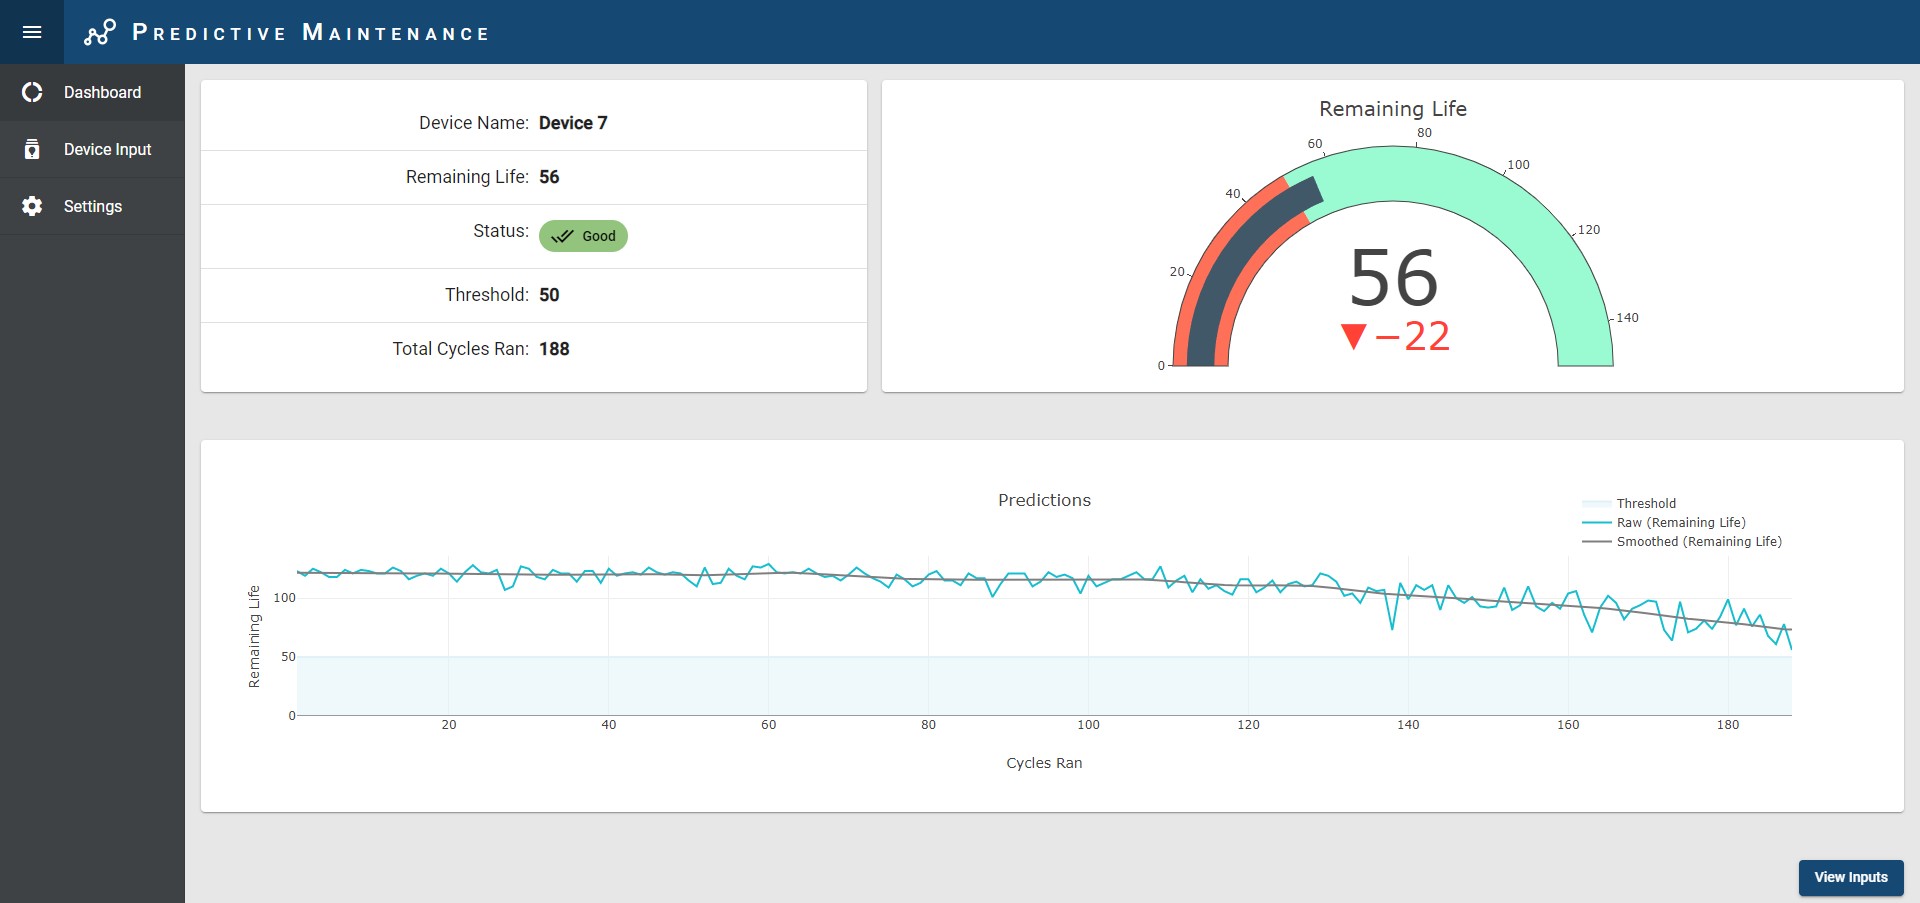 Predictive Maintenance
Dashboard
Device Input
Settings
Device Name: Device 7
Remaining Life: 56
Status: Good
Threshold: 50
Total Cycles Ran: 188
Remaining Life
0
20
40
60
80
100
120
140
56
▼−22
Predictions
Threshold
Raw (Remaining Life)
Smoothed (Remaining Life)
Remaining Life
100
50
0
20 40 60 80 100 120 140 160 180
Cycles Ran
View Inputs